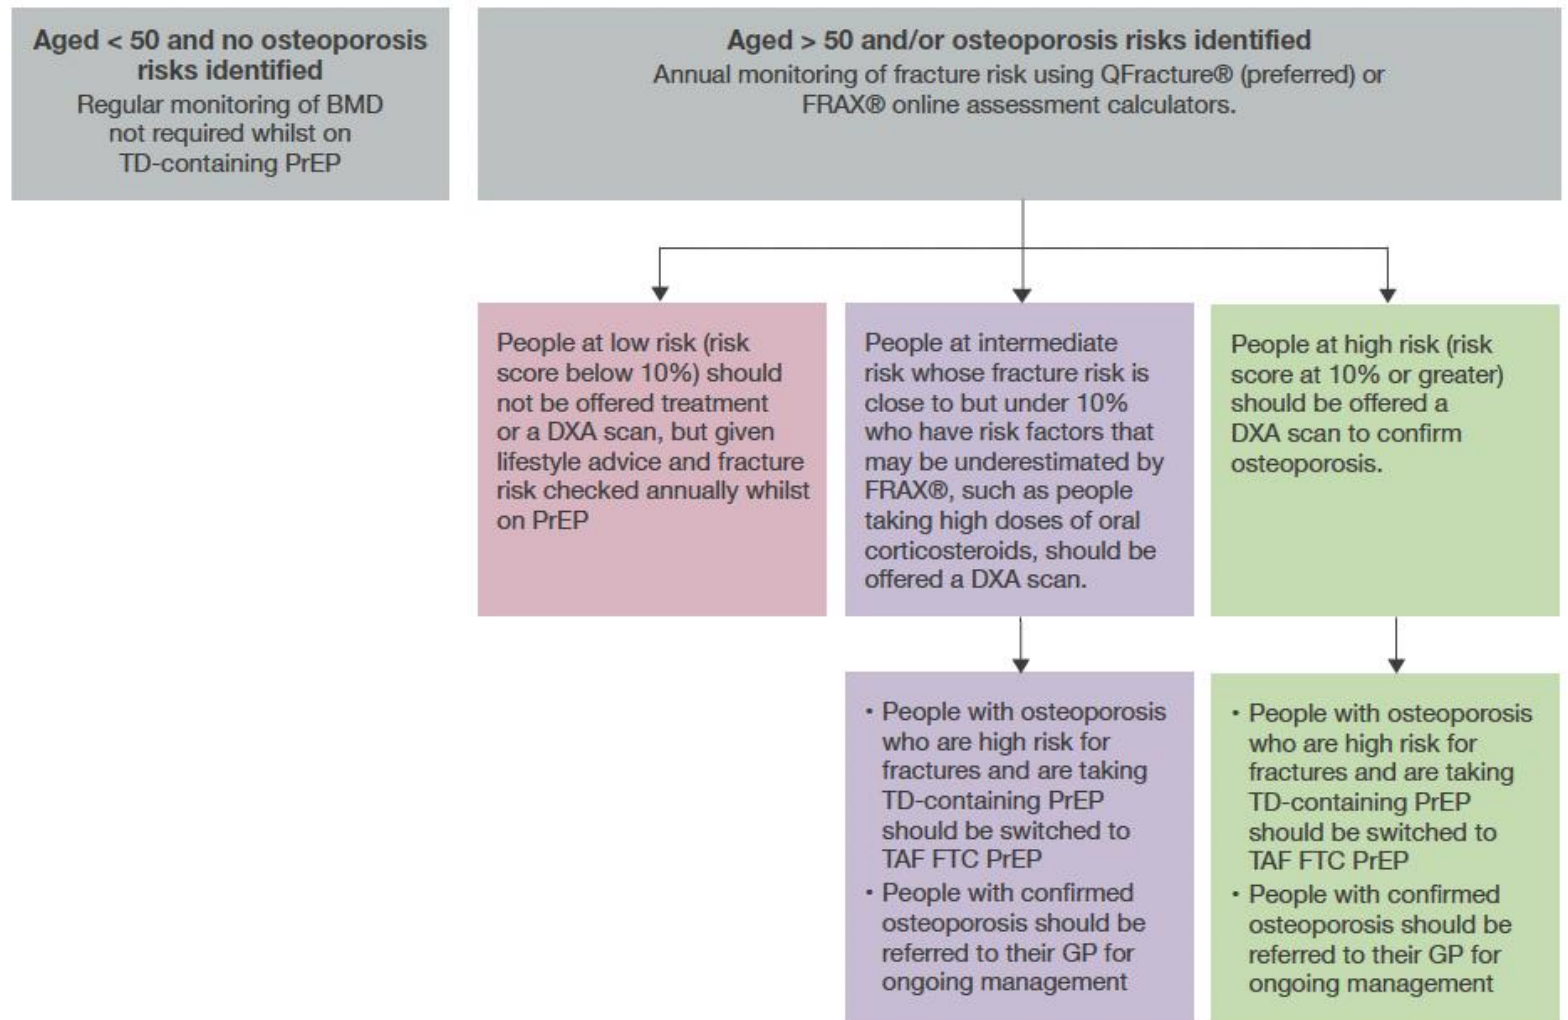 Aged < 50 and no osteoporosis
risks identified
Regular monitoring of BMD
not required whilst on
TD-containing PrEP
Aged > 50 and/or osteoporosis risks identified
Annual monitoring of fracture risk using QFracture® (preferred) or
FRAX® online assessment calculators.
People at low risk (risk
score below 10%) should
not be offered treatment
or a DXA scan, but given
lifestyle advice and fracture
risk checked annually whilst
on PrEP
People at intermediate
risk whose fracture risk is
close to but under 10%
who have risk factors that
may be underestimated by
FRAX®, such as people
taking high doses of oral
corticosteroids, should be
offered a DXA scan.
People at high risk (risk
score at 10% or greater)
should be offered a
DXA scan to confirm
osteoporosis.
• People with osteoporosis
who are high risk for
fractures and are taking
TD-containing PrEP
should be switched to
TAF FTC PrEP
• People with confirmed
osteoporosis should be
referred to their GP for
ongoing management
• People with osteoporosis
who are high risk for
fractures and are taking
TD-containing PrEP
should be switched to
TAF FTC PrEP
• People with confirmed
osteoporosis should be
referred to their GP for
ongoing management